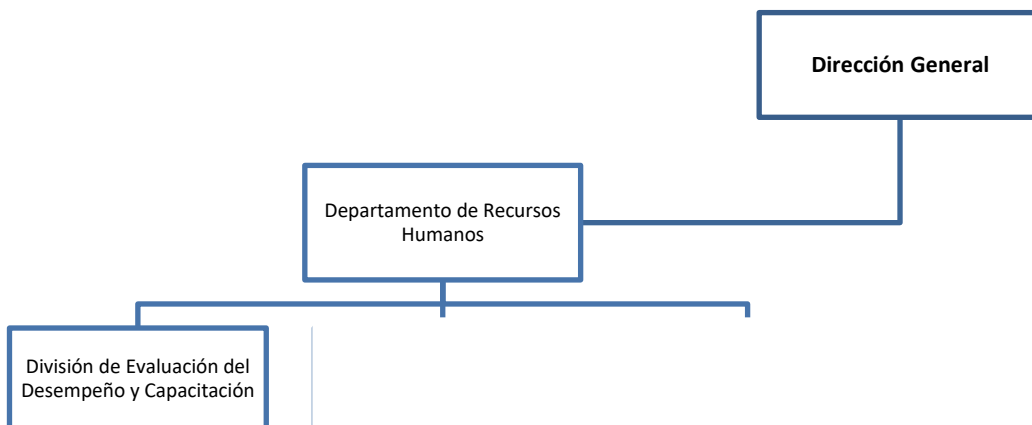 Dirección General
Departamento de Recursos
Humanos
División de Evaluación del
Desempeño y Capacitación